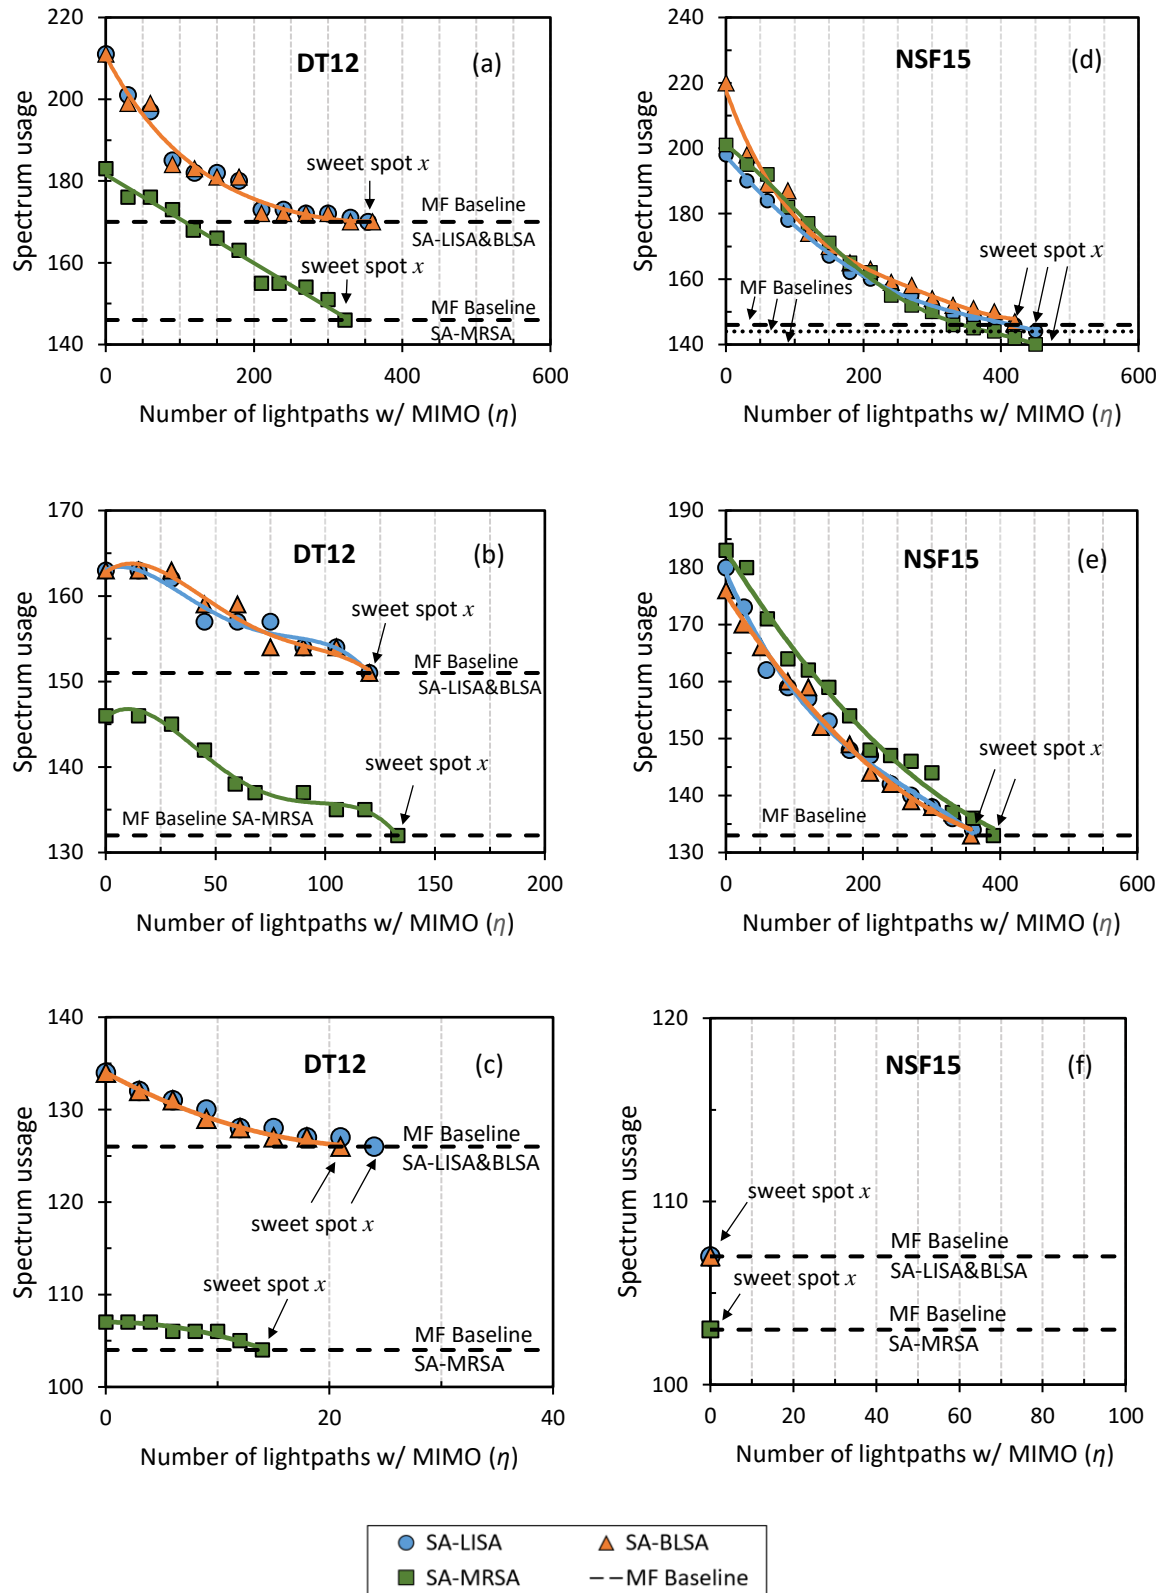 DT12
(a)
220
200
180
160
140
Spectrum usage
sweet spot x
MF Baseline
SA-LISA&BLSA
sweet spot x
MF Baseline
SA-MRSA
0 200 400 600
Number of lightpaths w/ MIMO (η)
NSF15
(d)
240
220
200
180
160
140
Spectrum usage
sweet spot x
MF Baselines
0 200 400 600
Number of lightpaths w/ MIMO (η)
DT12
(b)
170
160
150
140
130
Spectrum usage
sweet spot x
MF Baseline
SA-LISA&BLSA
sweet spot x
MF Baseline SA-MRSA
0 50 100 150 200
Number of lightpaths w/ MIMO (η)
NSF15
(e)
190
180
170
160
150
140
130
Spectrum usage
sweet spot x
MF Baseline
0 200 400 600
Number of lightpaths w/ MIMO (η)
DT12
(c)
140
130
120
110
100
Spectrum usage
MF Baseline
SA-LISA&BLSA
sweet spot x
sweet spot x
MF Baseline
SA-MRSA
0 20 40
Number of lightpaths w/ MIMO (η)
NSF15
(f)
120
110
100
Spectrum ussage
sweet spot x
MF Baseline
SA-LISA&BLSA
sweet spot x
MF Baseline
SA-MRSA
0 20 40 60 80 100
Number of lightpaths w/ MIMO (η)
SA-LISA SA-BLSA
SA-MRSA MF Baseline